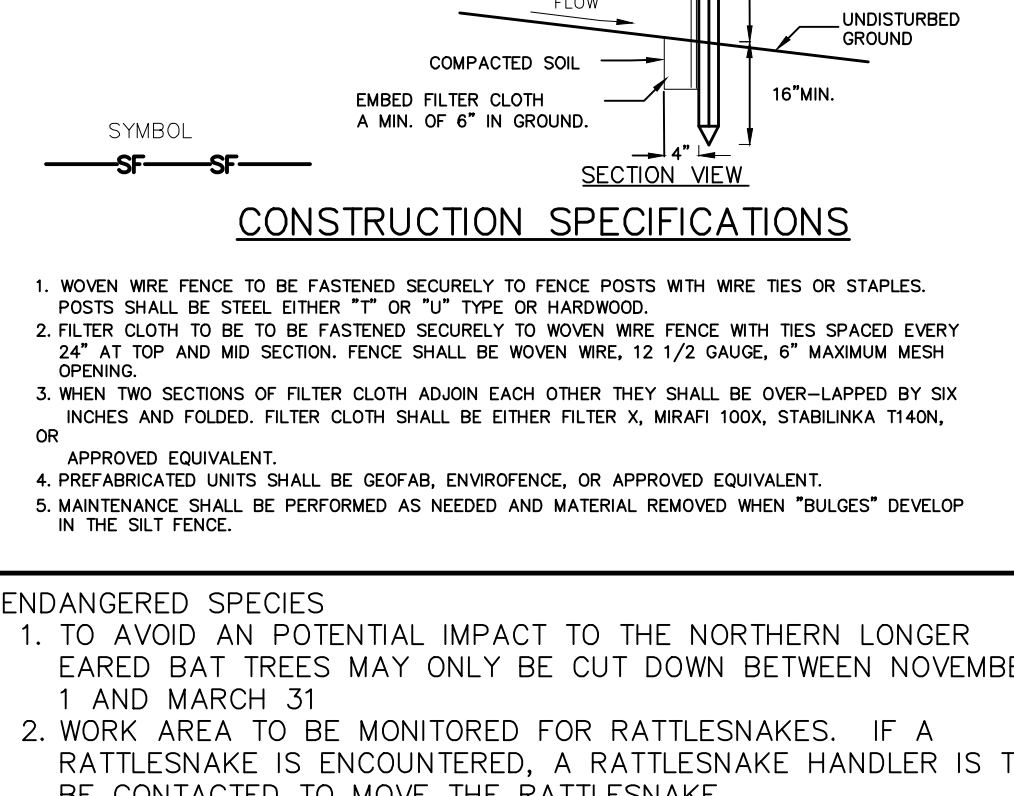 FLOW
UNDISTURBED
GROUND
COMPACTED SOIL
EMBED FILTER CLOTH
A MIN. OF 6" IN GROUND.
16"MIN.
SYMBOL
SF SF
4"
SECTION VIEW
CONSTRUCTION SPECIFICATIONS
1. WOVEN WIRE FENCE TO BE FASTENED SECURELY TO FENCE POSTS WITH WIRE TIES OR STAPLES.
POSTS SHALL BE STEEL EITHER "T" OR "U" TYPE OR HARDWOOD.
2. FILTER CLOTH TO BE TO BE FASTENED SECURELY TO WOVEN WIRE FENCE WITH TIES SPACED EVERY
24" AT TOP AND MID SECTION. FENCE SHALL BE WOVEN WIRE, 12 1/2 GAUGE, 6" MAXIMUM MESH
OPENING.
3. WHEN TWO SECTIONS OF FILTER CLOTH ADJOIN EACH OTHER THEY SHALL BE OVER-LAPPED BY SIX
INCHES AND FOLDED. FILTER CLOTH SHALL BE EITHER FILTER X, MIRAFI 100X, STABILINKA T140N,
OR
APPROVED EQUIVALENT.
4. PREFABRICATED UNITS SHALL BE GEOFAB, ENVIROFENCE, OR APPROVED EQUIVALENT.
5. MAINTENANCE SHALL BE PERFORMED AS NEEDED AND MATERIAL REMOVED WHEN "BULGES" DEVELOP
IN THE SILT FENCE.
ENDANGERED SPECIES
1. TO AVOID AN POTENTIAL IMPACT TO THE NORTHERN LONGER
EARED BAT TREES MAY ONLY BE CUT DOWN BETWEEN NOVEMBE
1 AND MARCH 31
2. WORK AREA TO BE MONITORED FOR RATTLESNAKES. IF A
RATTLESNAKE IS ENCOUNTERED, A RATTLESNAKE HANDLER IS T
BE CONTACTED TO MOVE THE RATTLESNAKE